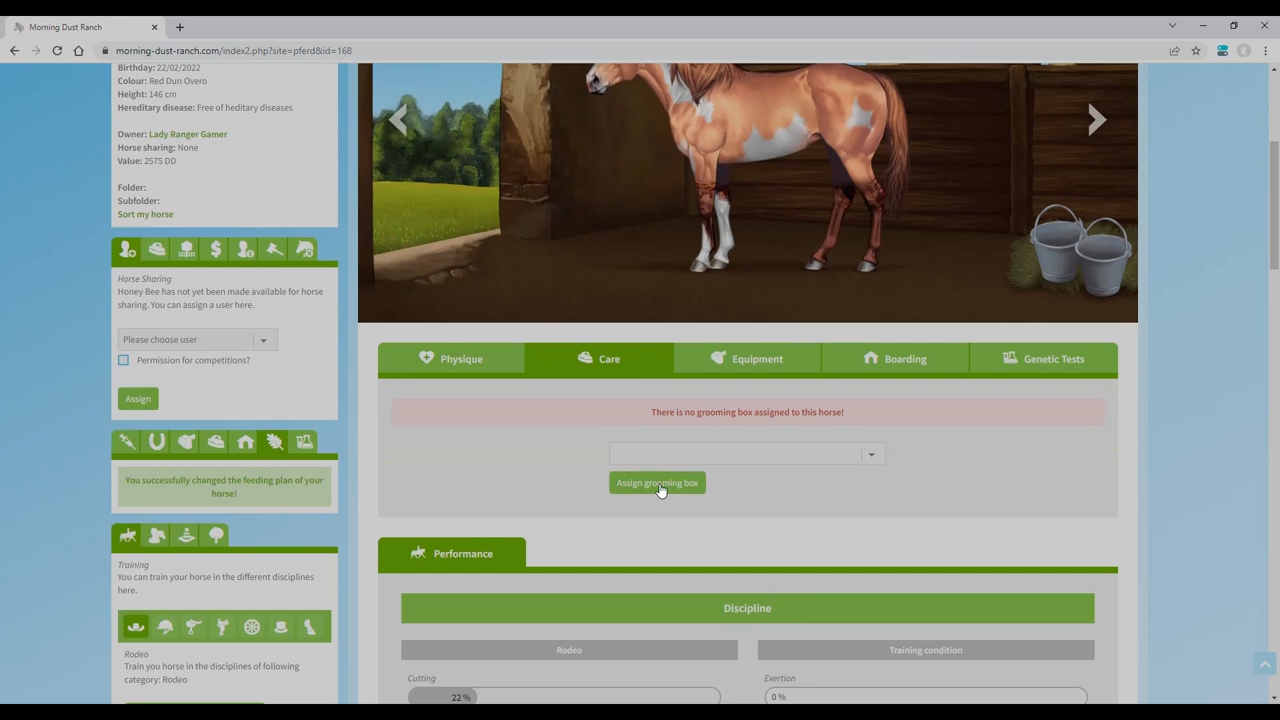 Morning Dust Ranch
morning-dust-ranch.com/index2.php?site=pferd&id=168
Birthday: 22/02/2022
Colour: Red Dun Overo
Height: 146 cm
Hereditary disease: Free of heditary diseases
Owner: Lady Ranger Gamer
Horse sharing: None
Value: 2575 DD
Folder:
Subfolder:
Sort my horse
Horse Sharing
Honey Bee has not yet been made available for horse
sharing. You can assign a user here.
Please choose user
Permission for competitions?
Assign
You successfully changed the feeding plan of your
horse!
Training
You can train your horse in the different disciplines
here.
Rodeo
Train you horse in the disciplines of following
category: Rodeo
Physique
Care
Equipment
Boarding
Genetic Tests
There is no grooming box assigned to this horse!
Assign grooming box
Performance
Discipline
Rodeo
Training condition
Cutting
Exertion
22 %
0 %